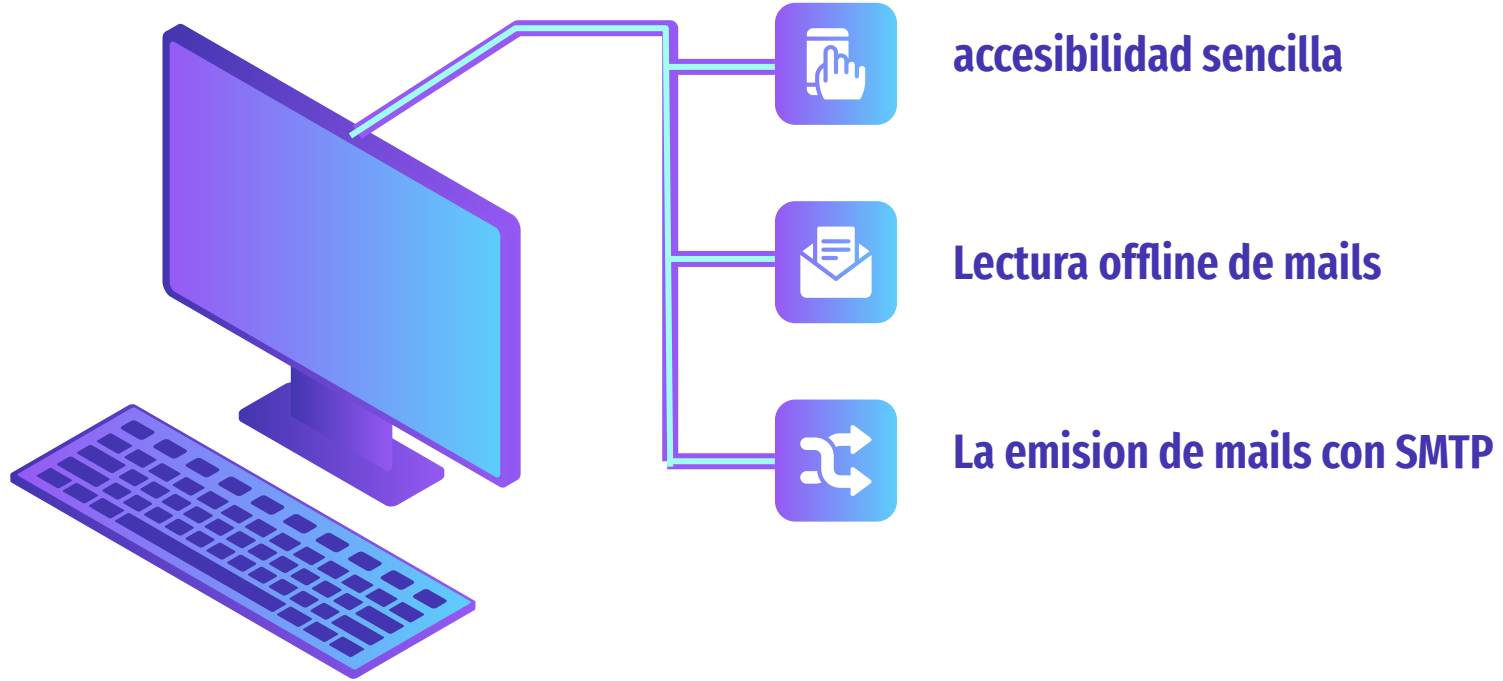 accesibilidad sencilla
Lectura offline de mails
La emision de mails con SMTP